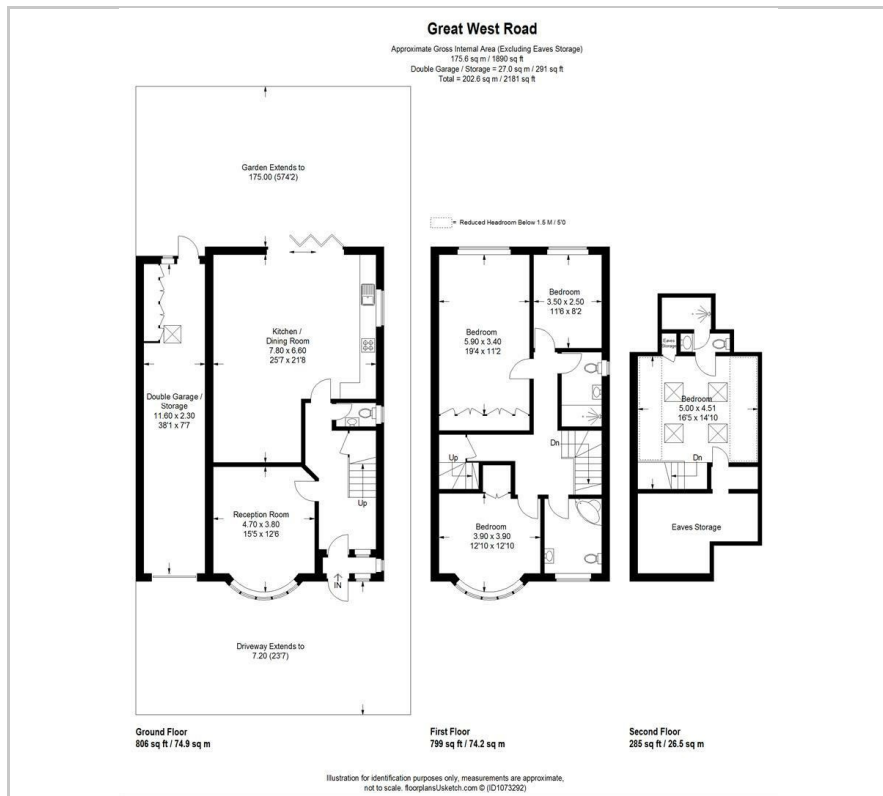 Great West Road
Approximate Gross Internal Area (Excluding Eaves Storage)
175.6 sq m / 1890 sq ft
Double Garage / Storage = 27.0 sq m / 291 sq ft
Total = 202.6 sq m / 2181 sq ft
Garden Extends to
175.00 (574'2)
= Reduced Headroom Below 1.5 M / 5'0
Kitchen /
Dining Room
7.80 x 6.60
25'7 x 21'8
Double Garage /
Storage
11.60 x 2.30
38'1 x 7'7
Reception Room
4.70 x 3.80
15'5 x 12'6
Up
IN
Driveway Extends to
7.20 (23'7)
Ground Floor
806 sq ft / 74.9 sq m
Bedroom
5.90 x 3.40
19'4 x 11'2
Bedroom
3.50 x 2.50
11'6 x 8'2
Up
Dn
Bedroom
3.90 x 3.90
12'10 x 12'10
First Floor
799 sq ft / 74.2 sq m
Eaves
Storage
Bedroom
5.00 x 4.51
16'5 x 14'10
Dn
Eaves Storage
Second Floor
285 sq ft / 26.5 sq m
Illustration for identification purposes only, measurements are approximate,
not to scale. floorplansUsketch.com © (ID1073292)